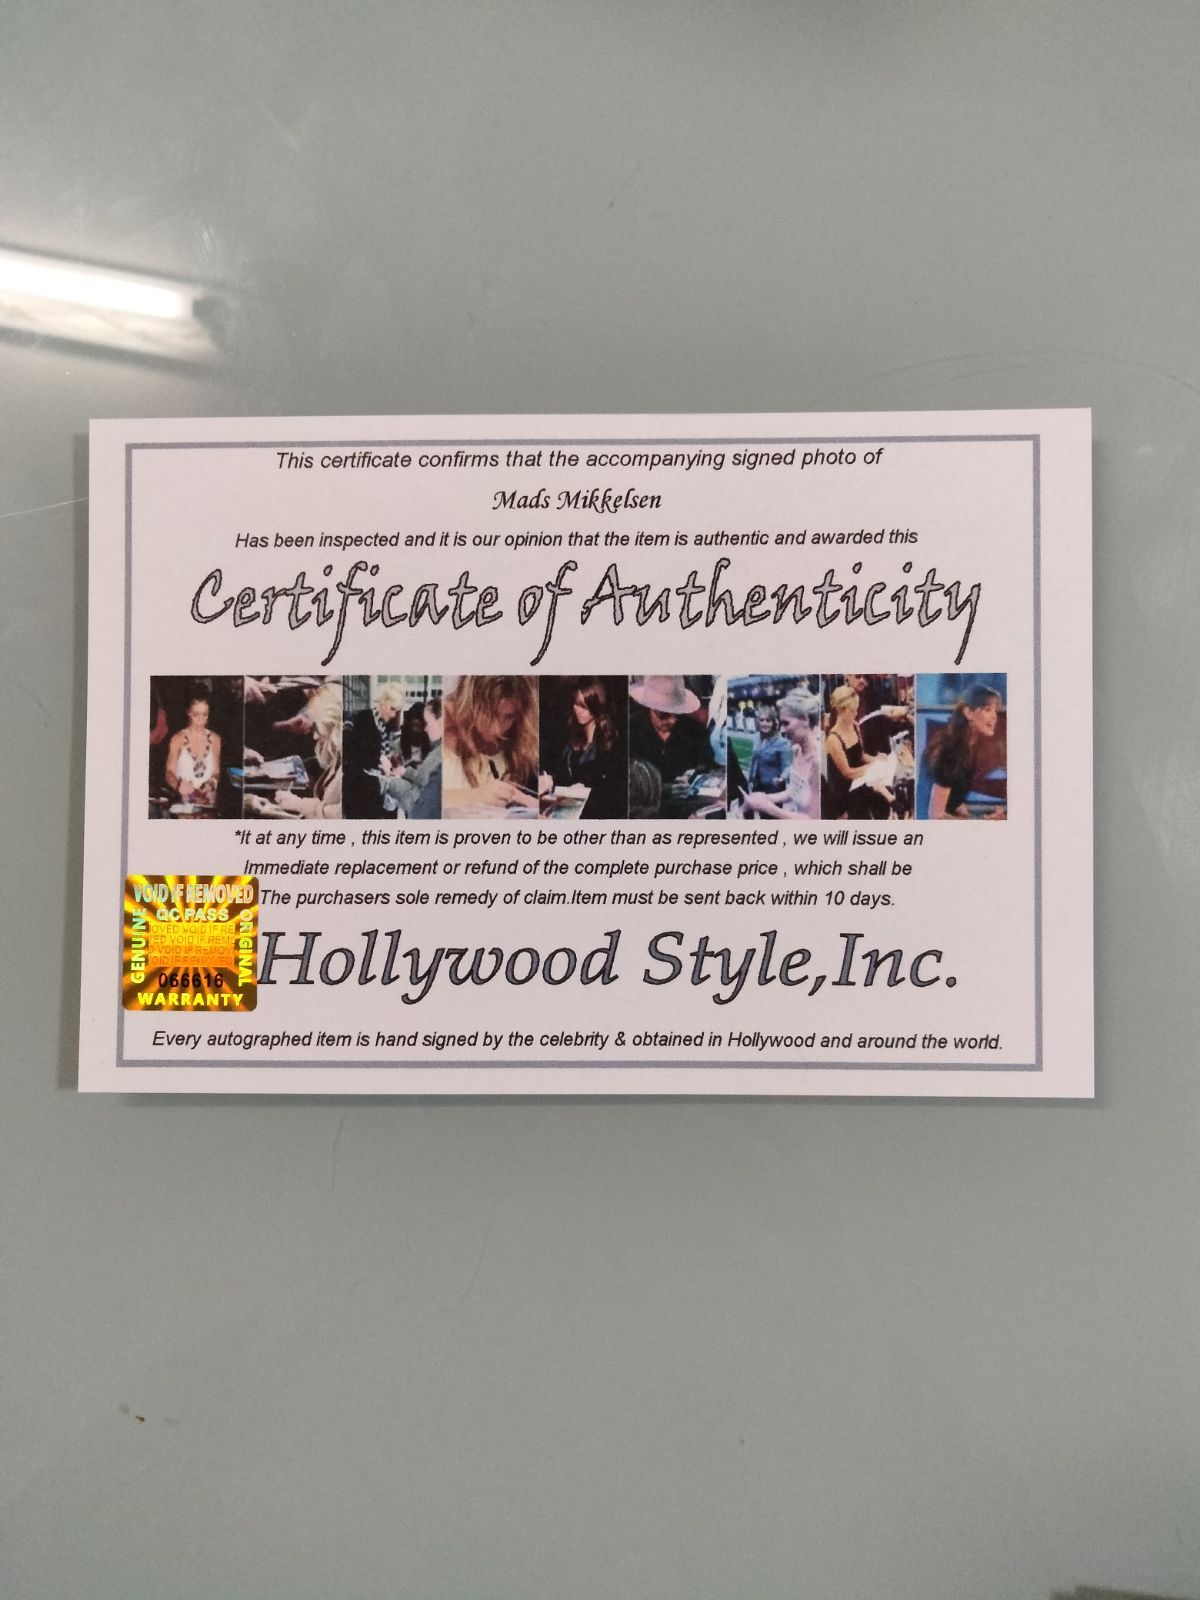 This certificate confirms that the accompanying signed photo of
Mads Mikkelsen
Has been inspected and it is our opinion that the item is authentic and awarded this
Certificate of Authenticity
*It at any time , this item is proven to be other than as represented , we will issue an
Immediate replacement or refund of the complete purchase price , which shall be
The purchasers sole remedy of claim.Item must be sent back within 10 days.
VOID IF REMOVED
QC PASS
GENUINE
ORIGINAL
066616
WARRANTY
Hollywood Style,Inc.
Every autographed item is hand signed by the celebrity & obtained in Hollywood and around the world.